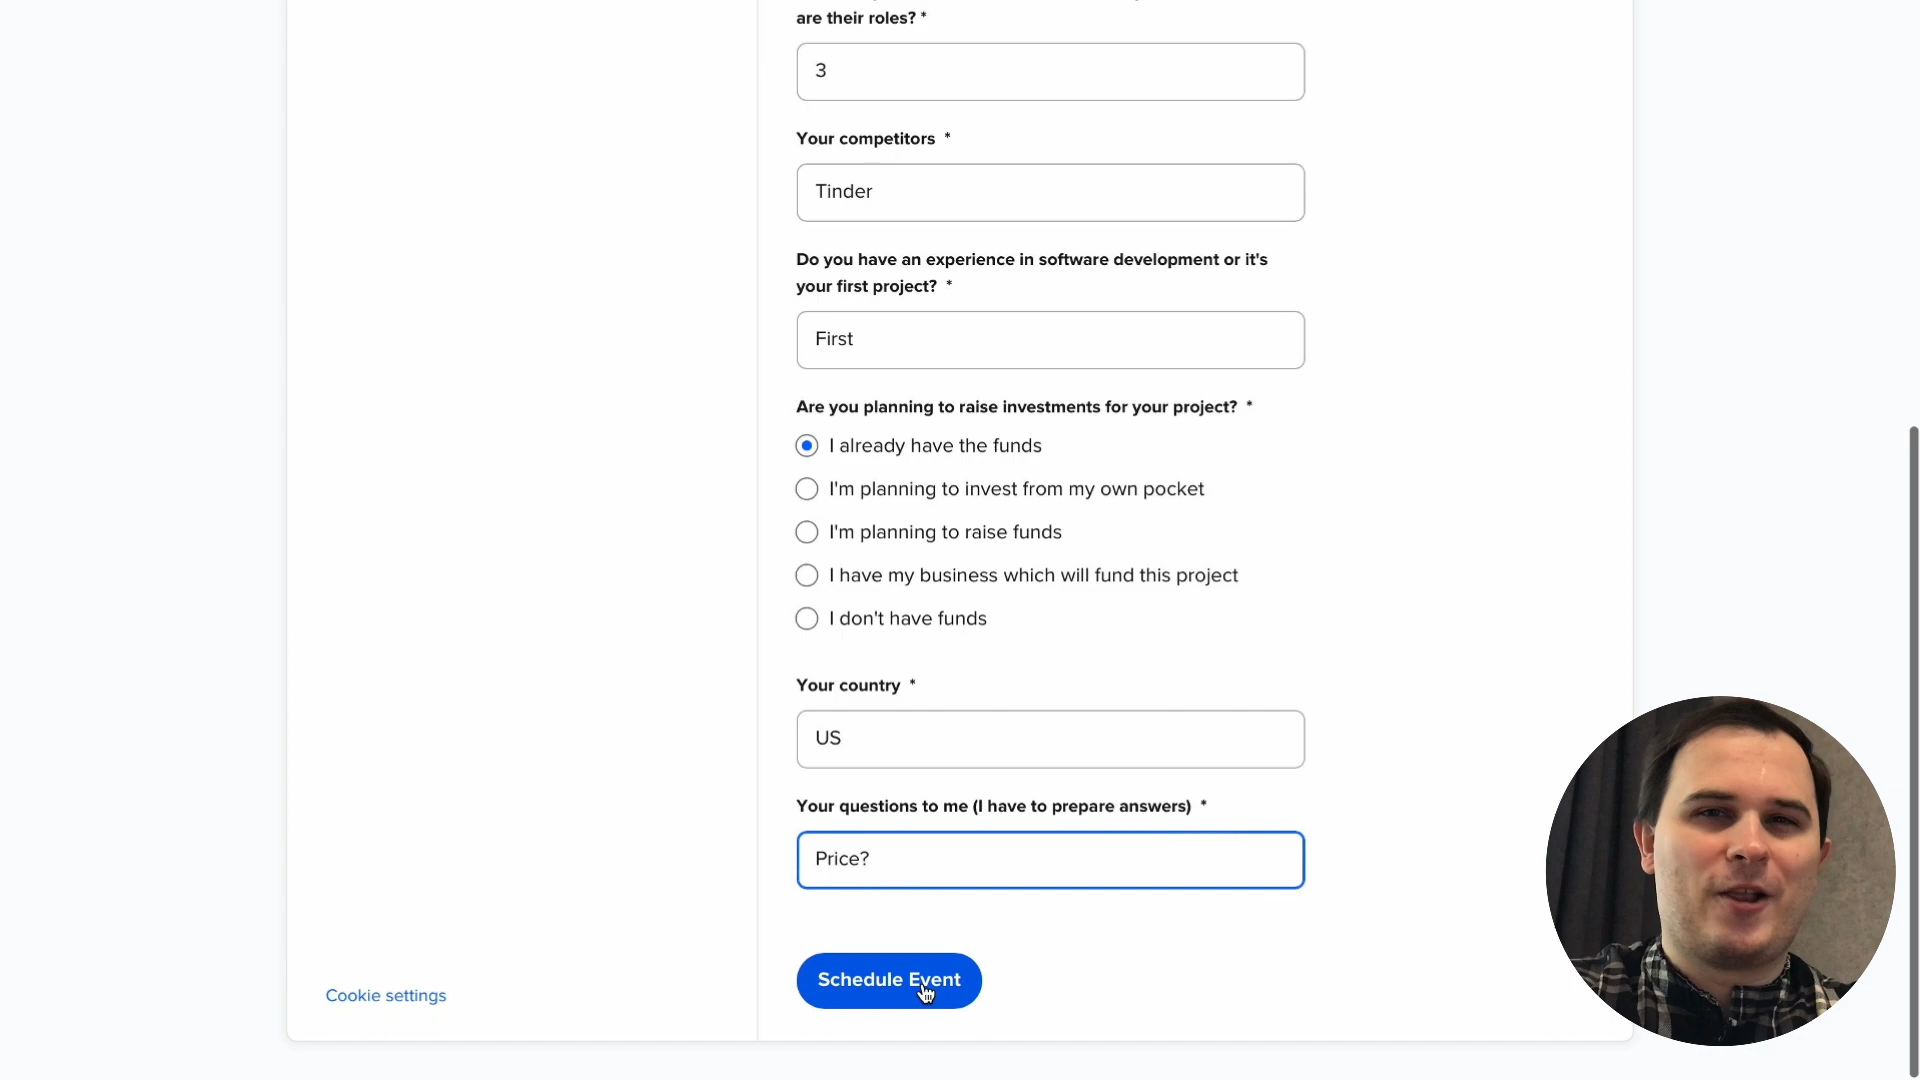 are their roles? *
3
Your competitors *
Tinder
Do you have an experience in software development or it's
your first project? *
First
Are you planning to raise investments for your project? *
I already have the funds
I'm planning to invest from my own pocket
I'm planning to raise funds
I have my business which will fund this project
I don't have funds
Your country *
US
Your questions to me (I have to prepare answers) *
Price?
Schedule Event
Cookie settings